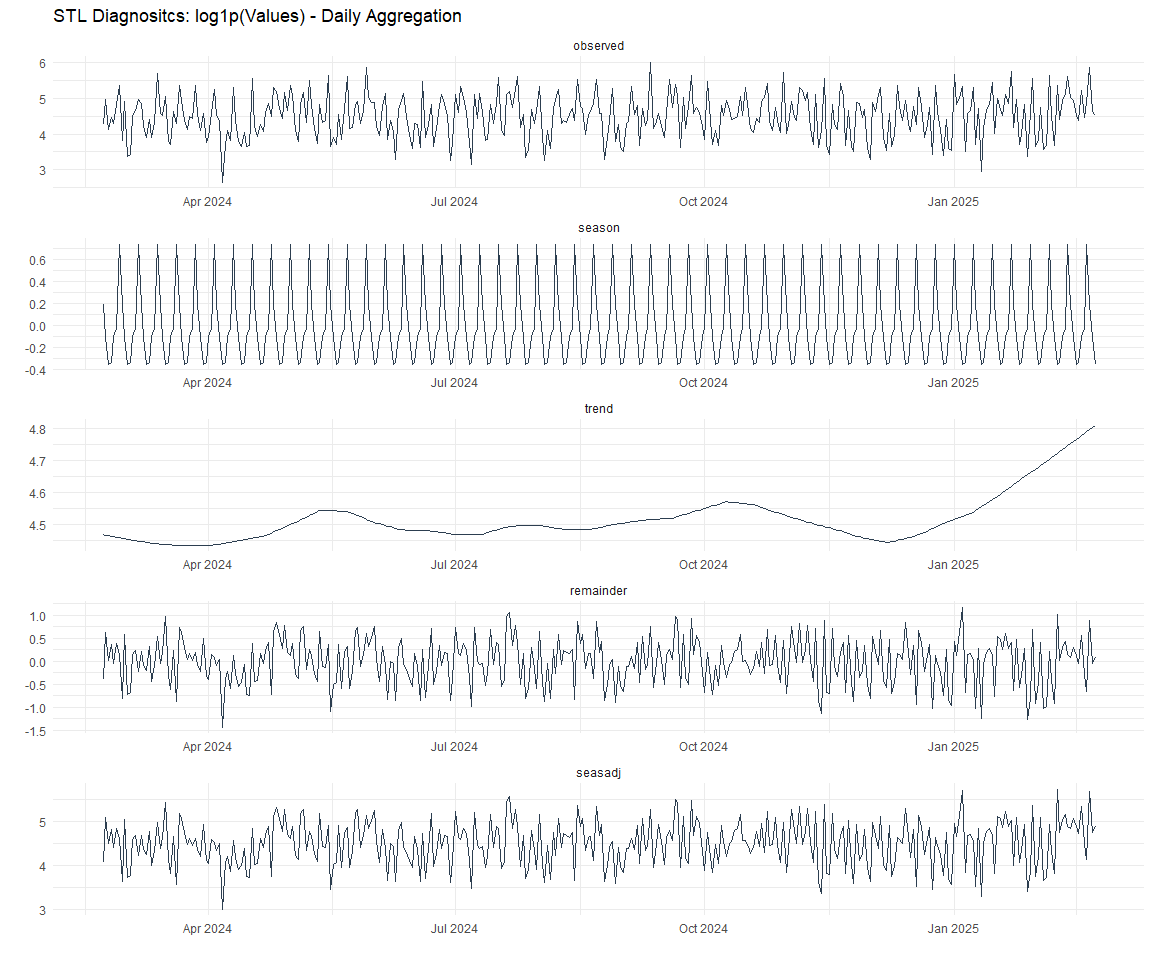 STL Diagnositcs: log1p(Values) - Daily Aggregation
observed
6
5
4
3
Apr 2024 Jul 2024 Oct 2024 Jan 2025
season
0.6
0.4
0.2
0.0
-0.2
-0.4
Apr 2024 Jul 2024 Oct 2024 Jan 2025
trend
4.8
4.7
4.6
4.5
Apr 2024 Jul 2024 Oct 2024 Jan 2025
remainder
1.0
0.5
0.0
-0.5
-1.0
-1.5
Apr 2024 Jul 2024 Oct 2024 Jan 2025
seasadj
5
4
3
Apr 2024 Jul 2024 Oct 2024 Jan 2025